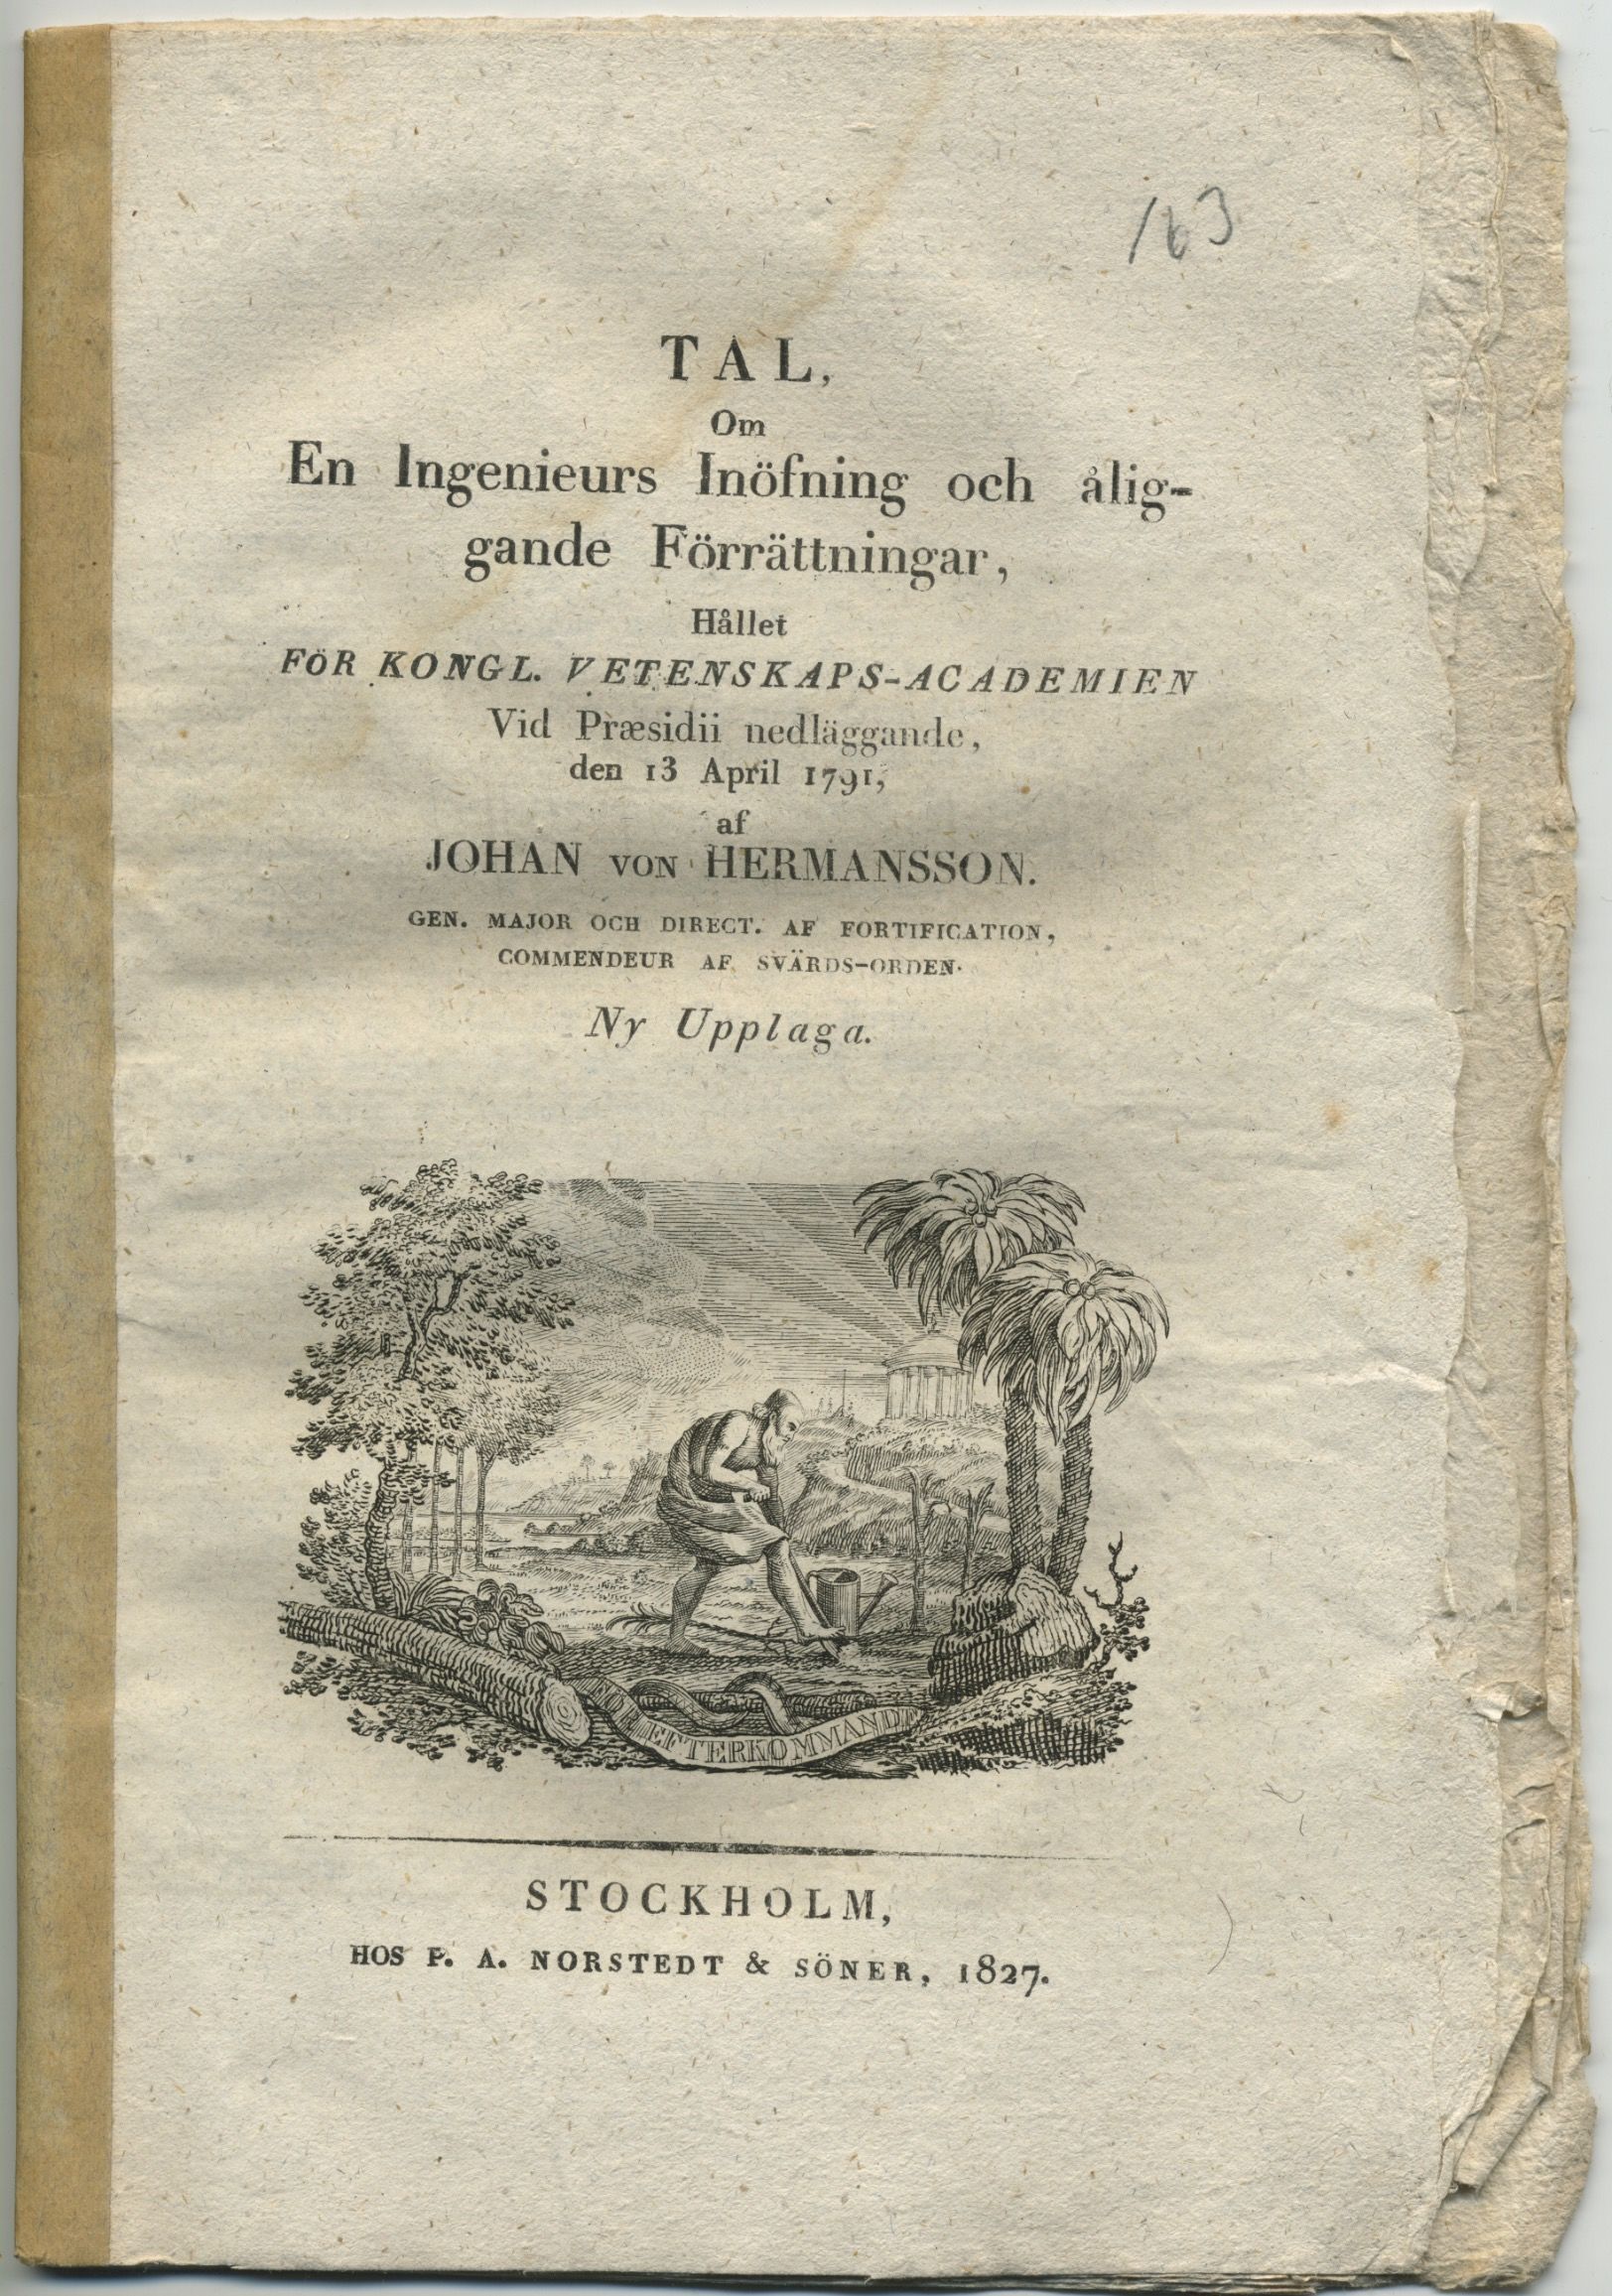 163
TAL,
Om
En Ingenieurs Inöfning och ålig-
gande Förrättningar,
Hållet
FÖR KONGL. VETENSKAPS-ACADEMIEN
Vid Præsidii nedläggande,
den 13 April 1791,
af
JOHAN VON HERMANSSON.
GEN. MAJOR OCH DIRECT. AF FORTIFICATION,
COMMENDEUR AF SVÄRDS-ORDEN.
Ny Upplaga.
FÖR EFTERKOMMANDE
STOCKHOLM,
HOS P. A. NORSTEDT & SÖNER, 1827.